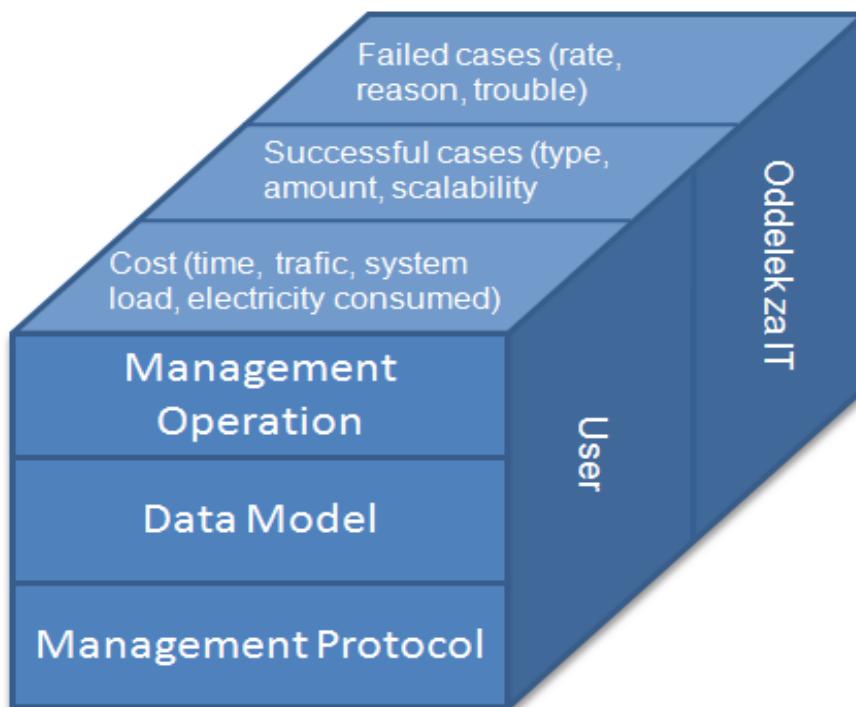 Failed cases (rate,
reason, trouble)
Successful cases (type,
amount, scalability
Cost (time, trafic, system
load, electricity consumed)
Management
Operation
Data Model
Management Protocol
User
Oddelek za IT